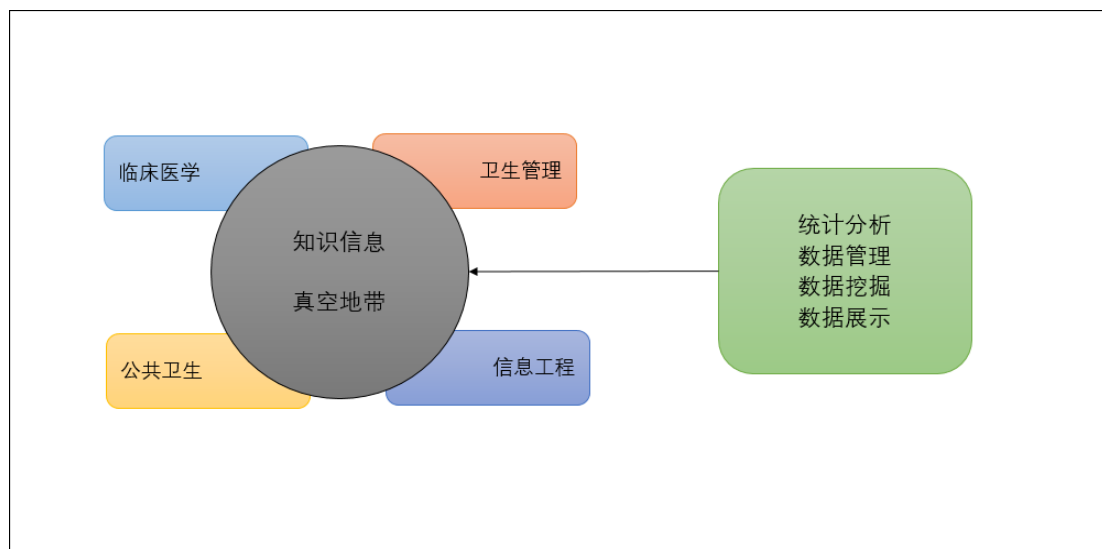 临床医学
卫生管理
知识信息
真空地带
公共卫生
信息工程
统计分析
数据管理
数据挖掘
数据展示